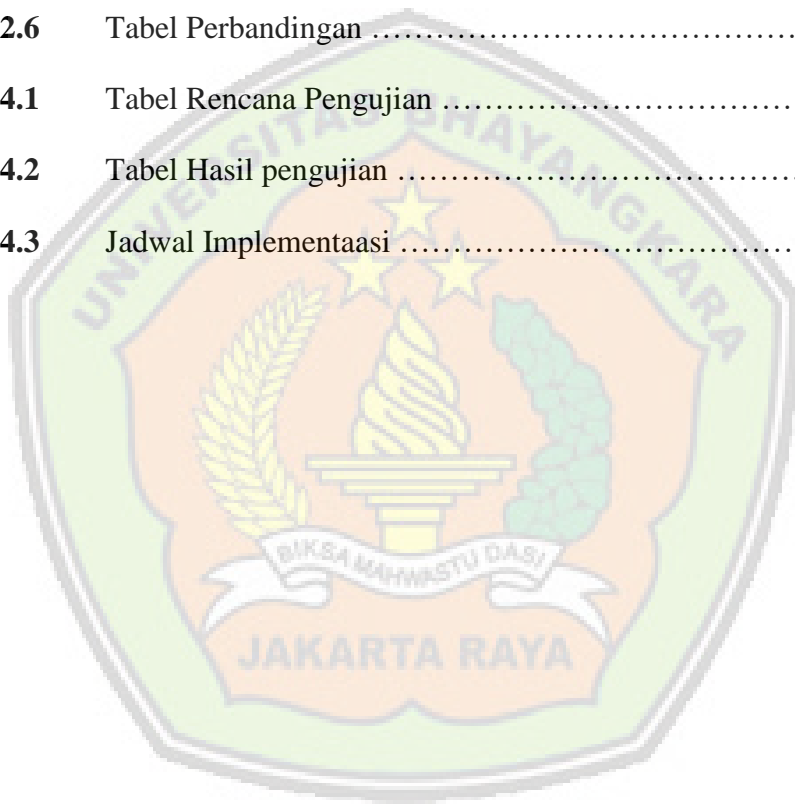 2.6 Tabel Perbandingan ……………………………………
4.1 Tabel Rencana Pengujian ……………………………
4.2 Tabel Hasil pengujian …………………………………
4.3 Jadwal Implementaasi …………………………………
UNIVERSITAS BHAYANGKARA
BIKSA MAHWASTU DASI
JAKARTA RAYA